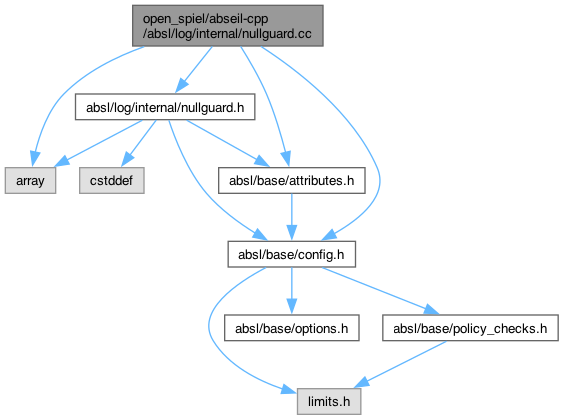 open_spiel/abseil-cpp
/absl/log/internal/nullguard.cc
absl/log/internal/nullguard.h
array
cstddef
absl/base/attributes.h
absl/base/config.h
absl/base/options.h
absl/base/policy_checks.h
limits.h